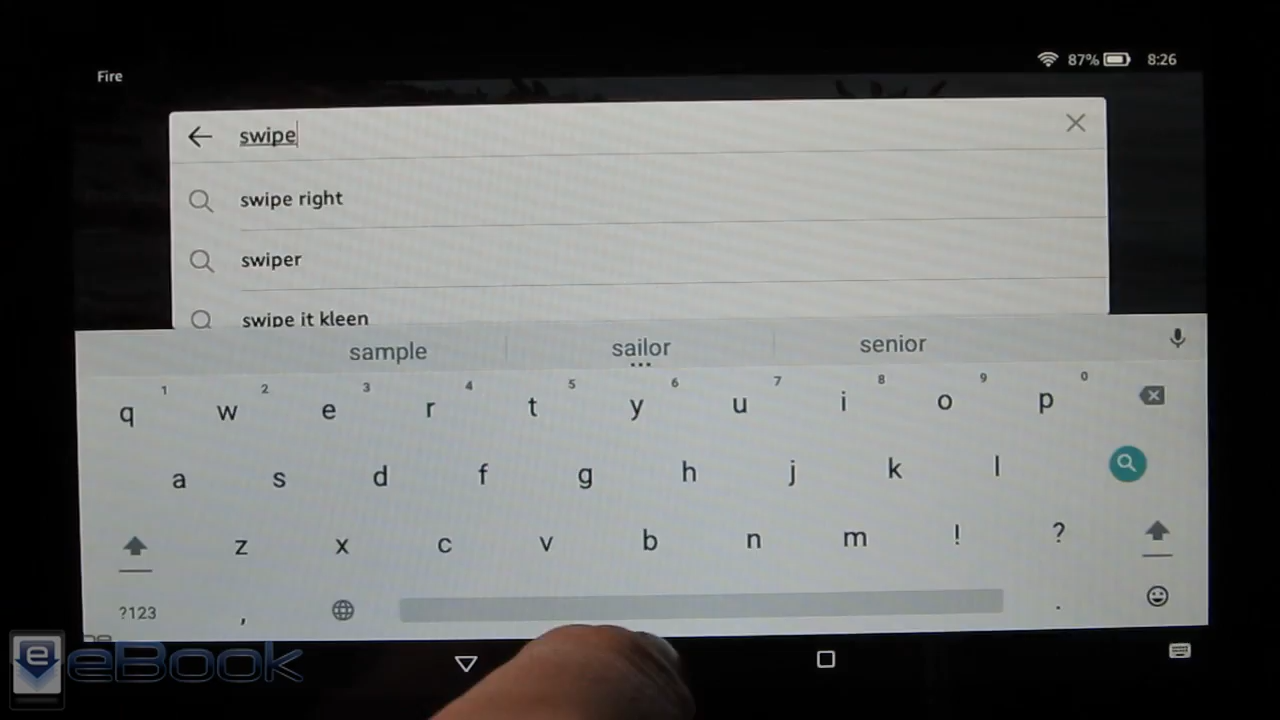 Fire
87% 8:26
swipe
swipe right
swiper
swipe it kleen
sample sailor senior
1 2 3 4 5 6 7 8 9 0
q w e r t y u i o p
a s d f g h j k l
z x c v b n m ! ?
?123 , .
eBook